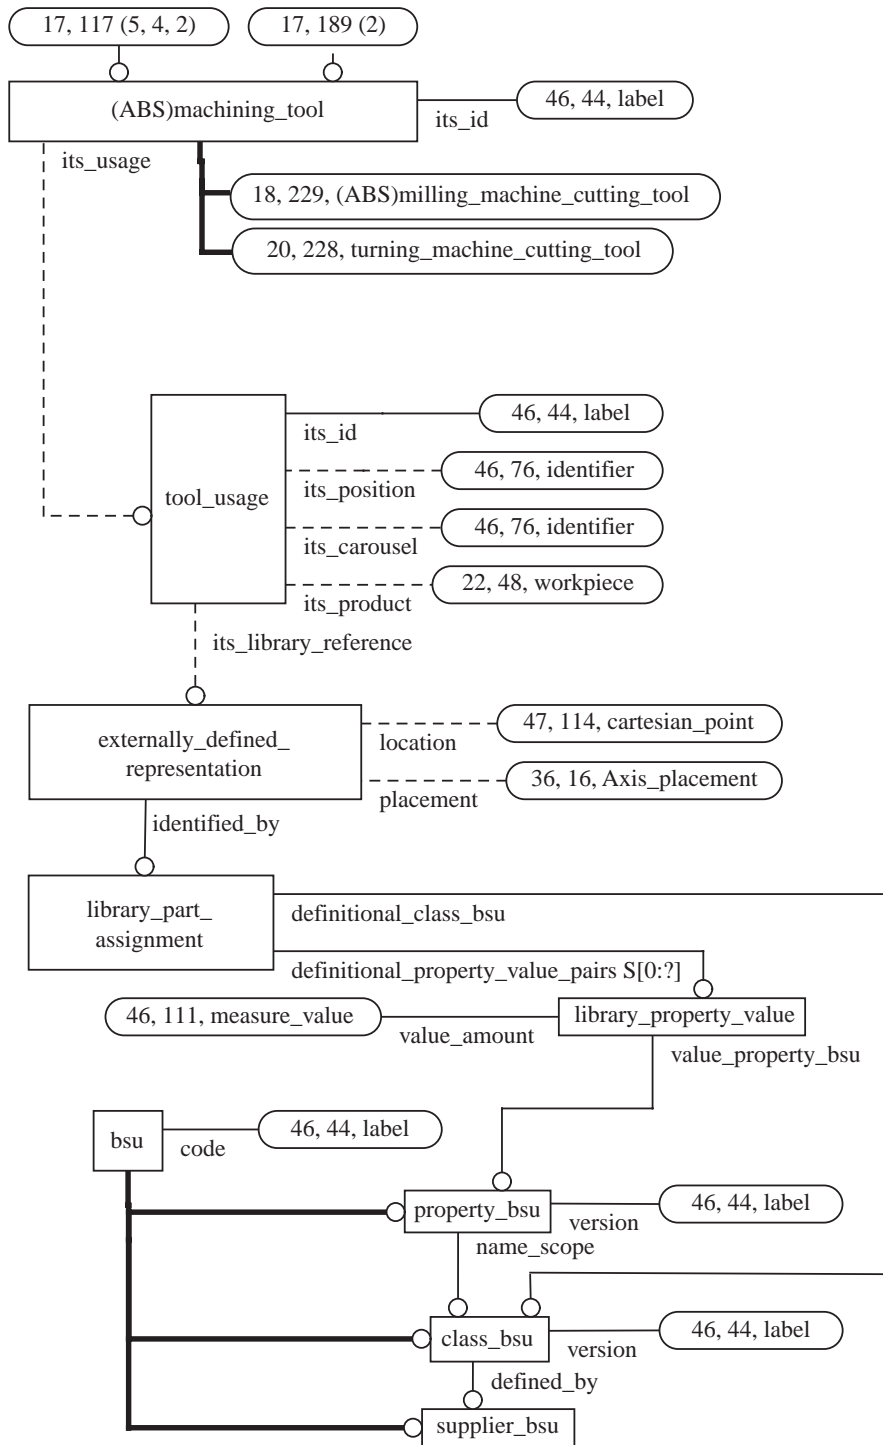 17, 117 (5, 4, 2)
17, 189 (2)
(ABS)machining_tool
46, 44, label
its_id
its_usage
18, 229, (ABS)milling_machine_cutting_tool
20, 228, turning_machine_cutting_tool
46, 44, label
its_id
46, 76, identifier
its_position
tool_usage
46, 76, identifier
its_carousel
22, 48, workpiece
its_product
its_library_reference
47, 114, cartesian_point
externally_defined_
location
representation
36, 16, Axis_placement
placement
identified_by
library_part_
definitional_class_bsu
assignment
definitional_property_value_pairs S[0:?]
46, 111, measure_value
library_property_value
value_amount
value_property_bsu
bsu
46, 44, label
code
property_bsu
46, 44, label
version
name_scope
class_bsu
46, 44, label
version
defined_by
supplier_bsu